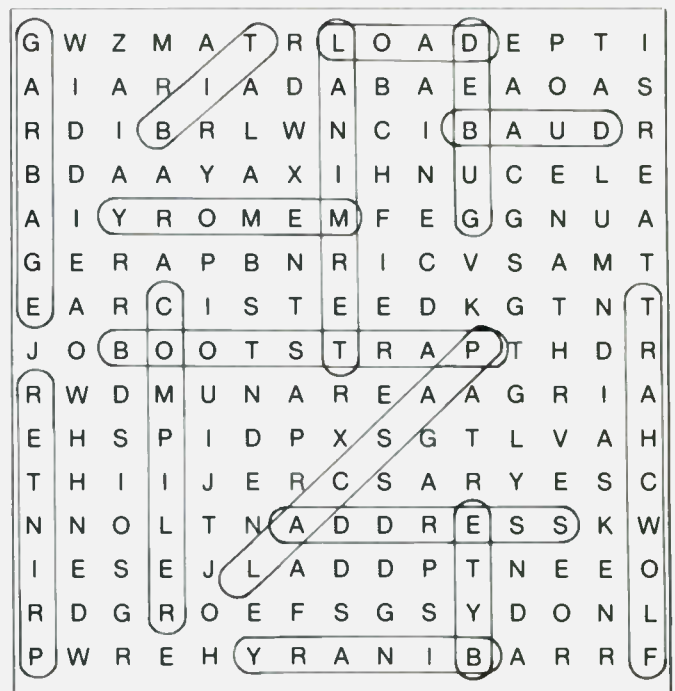 G W Z M A T R L O A D E P T I
A I A R I A D A B A E A O A S
R D I B R L W N C I B A U D R
B D A A Y A X I H N U C E L E
A I Y R O M E M F E G G N U A
G E R A P B N R I C V S A M T
E A R C I S T E E D K G T N T
J O B O O T S T R A P T H D R
R W D M U N A R E A A G R I A
E H S P I D P X S G T L V A H
T H I I J E R C S A R Y E S C
N N O L T N A D D R E S S K W
I E S E J L A D D P T N E E O
R D G R O E F S G S Y D O N L
P W R E H Y R A N I B A R R F